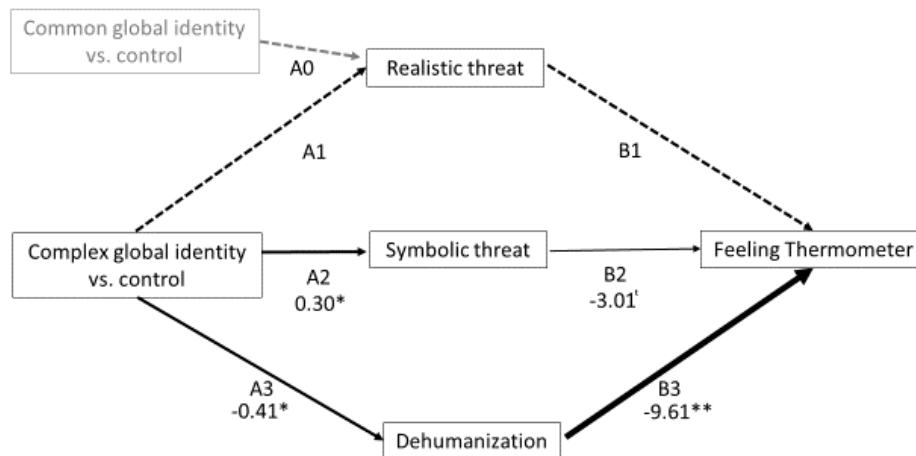 Common global identity
vs. control
A0
Realistic threat
A1
B1
Complex global identity
vs. control
Symbolic threat
Feeling Thermometer
A2
0.30*
B2
-3.01ᵗ
A3
-0.41*
B3
-9.61**
Dehumanization